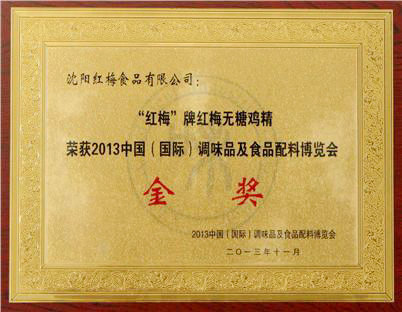 沈阳红梅食品有限公司：
“红梅”牌红梅无糖鸡精
荣获2013中国（国际）调味品及食品配料博览会
金奖
2013中国（国际）调味品及食品配料博览会
二〇一三年十一月